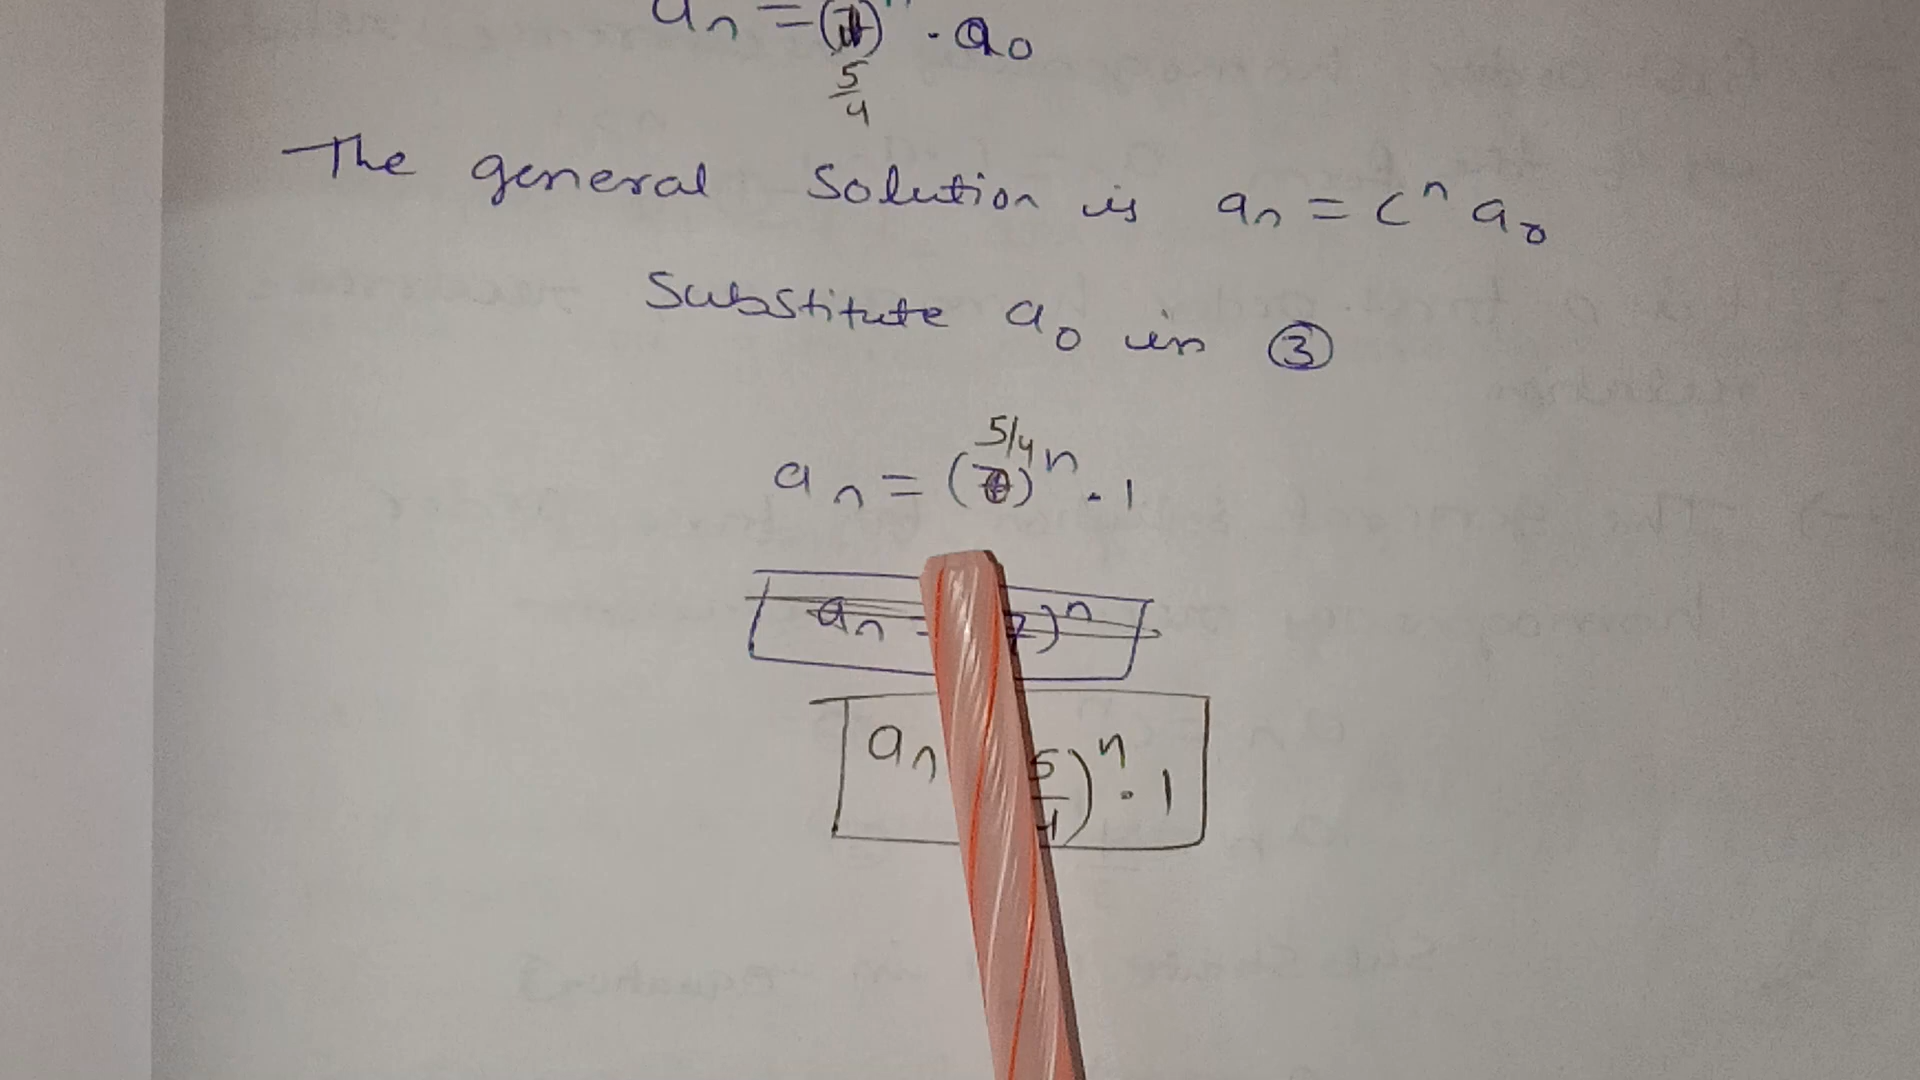 an = ( )n . a0
5/4
The general solution is an = c^n a0
Substitute a0 in ③
5/4
an = ( )^n . 1
an = )^n
an 5/4)^n . 1